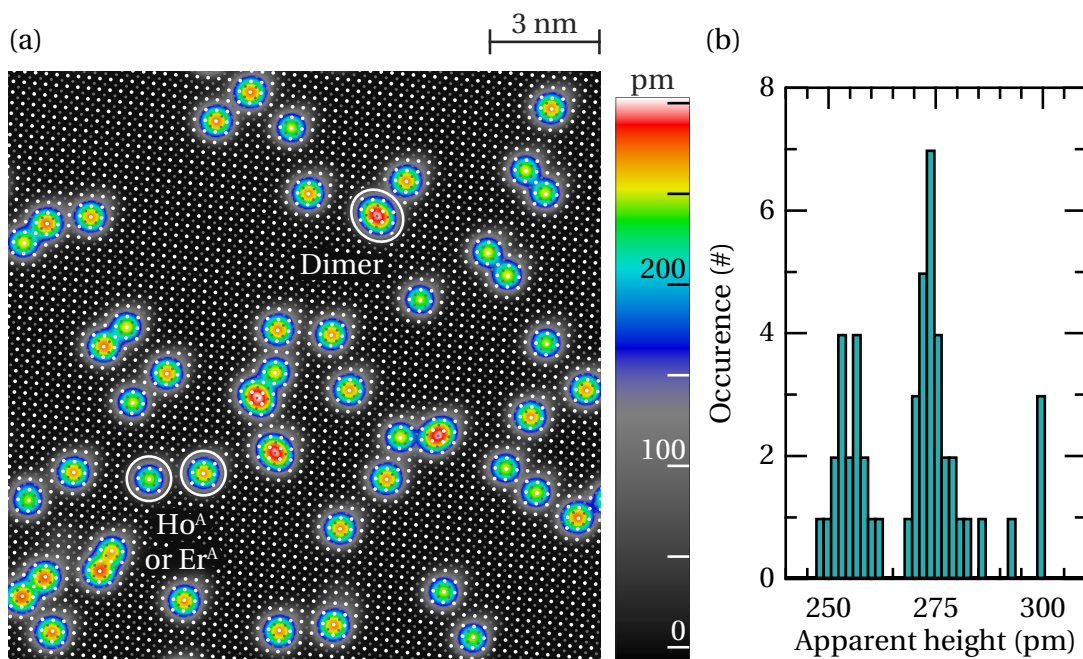 (a)
3 nm
(b)
pm
200
100
0
Dimer
Ho^A
or Er^A
Occurence (#)
8
6
4
2
0
250
275
300
Apparent height (pm)